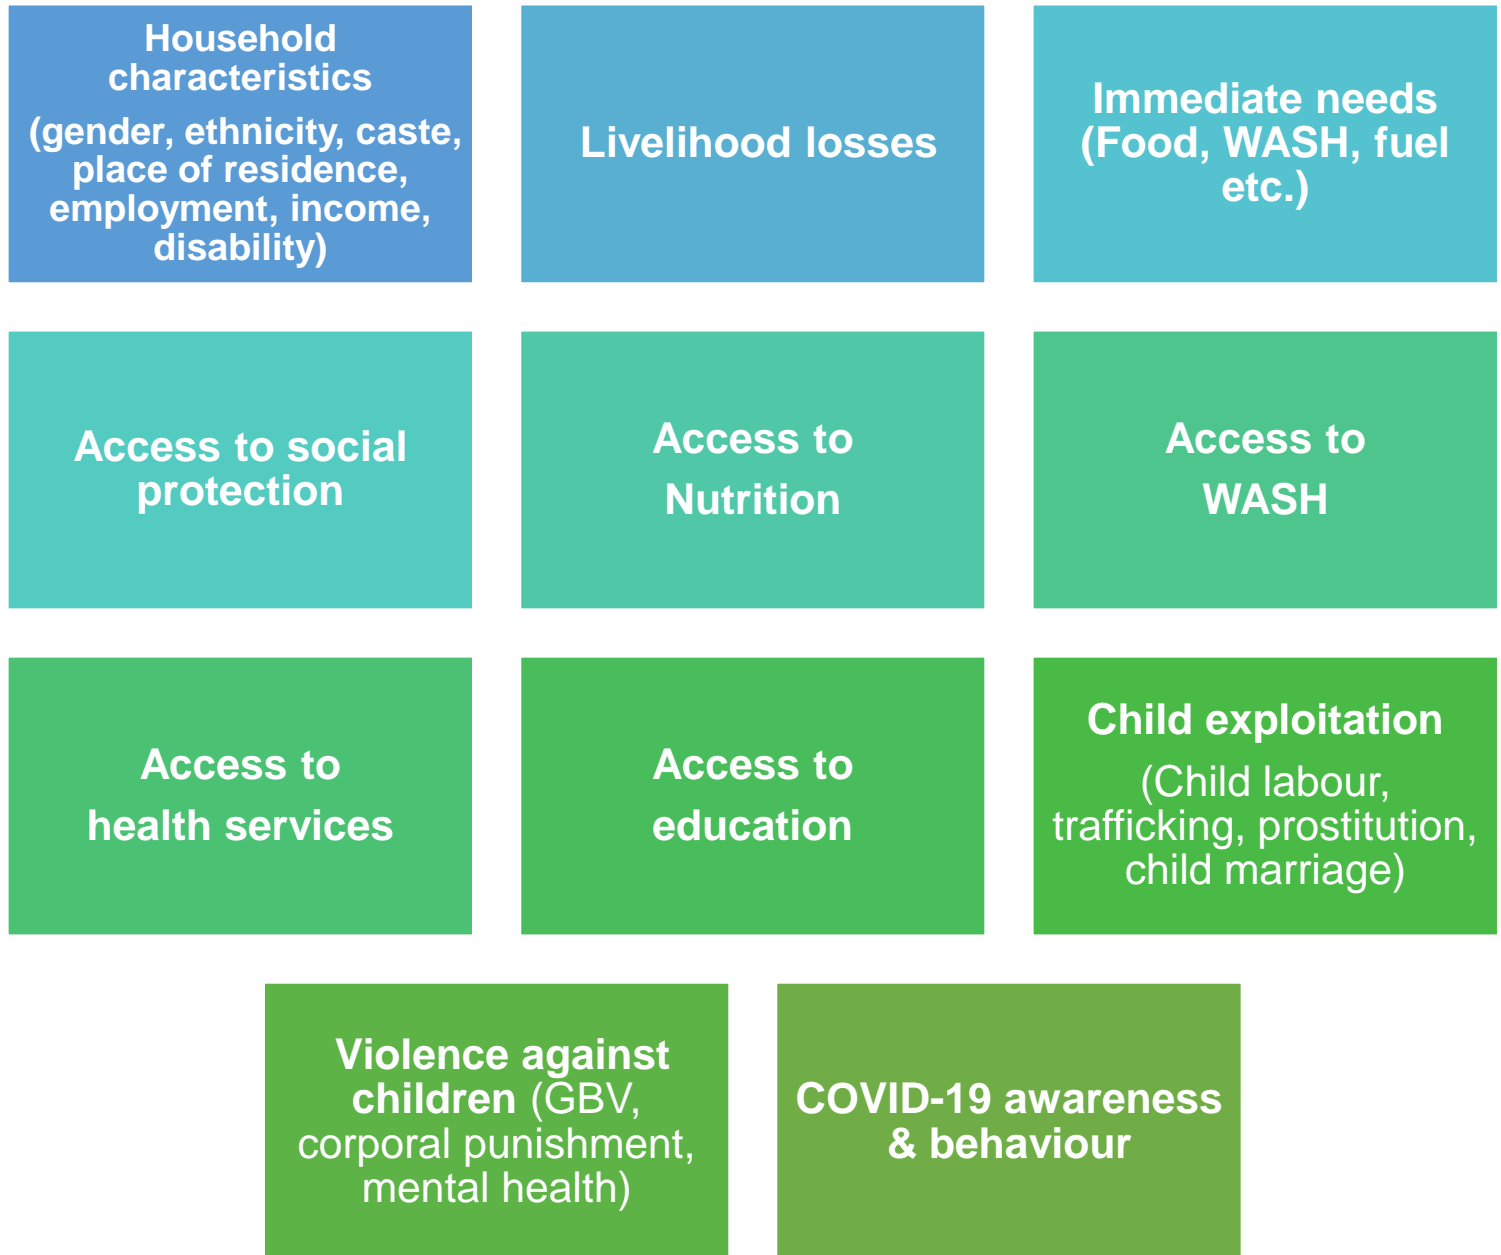 Household
characteristics
(gender, ethnicity, caste,
place of residence,
employment, income,
disability)
Livelihood losses
Immediate needs
(Food, WASH, fuel
etc.)
Access to social
protection
Access to
Nutrition
Access to
WASH
Access to
health services
Access to
education
Child exploitation
(Child labour,
trafficking, prostitution,
child marriage)
Violence against
children (GBV,
corporal punishment,
mental health)
COVID-19 awareness
& behaviour